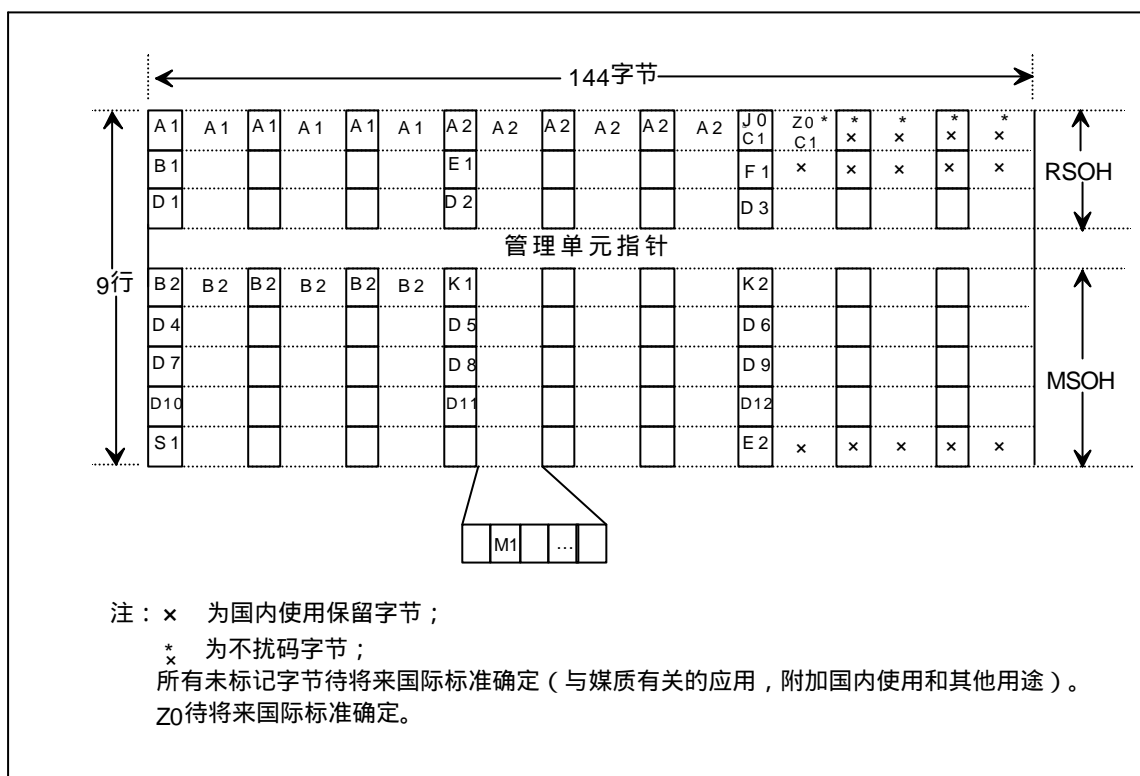 144字节
A1 A1 A1 A1 A1 A1 A2 A2 A2 A2 A2 A2 J0 C1 Z0 * C1 * × * × * × * ×
B1 E1 F1 × × × × ×
RSOH
D1 D2 D3
管理单元指针
9行
B2 B2 B2 B2 B2 B2 K1 K2
D4 D5 D6
D7 D8 D9
MSOH
D10 D11 D12
S1 E2 × × × × ×
M1 …
注：× 为国内使用保留字节；
* × 为不扰码字节；
所有未标记字节待将来国际标准确定（与媒质有关的应用，附加国内使用和其他用途）。
Z0待将来国际标准确定。